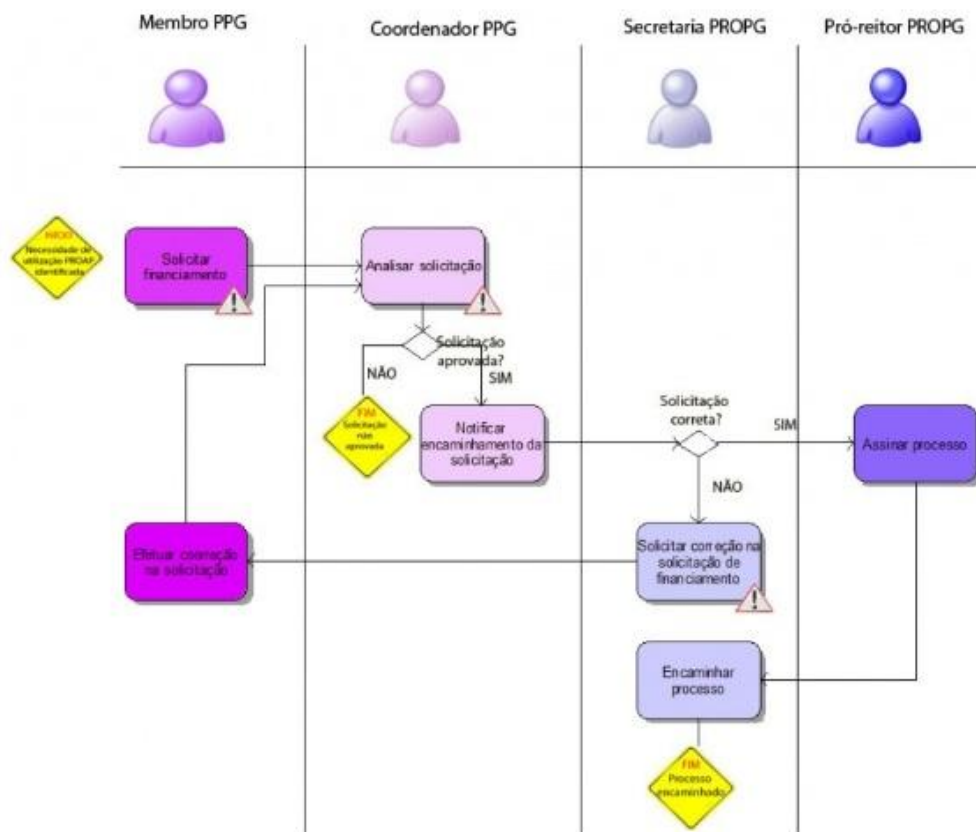 Membro PPG
Coordenador PPG
Secretaria PROPG
Pró-reitor PROPG
INÍCIO
Necessidade de
utilização PROAP
identificada
Solicitar
financiamento
Analisar solicitação
Solicitação
aprovada?
NÃO
SIM
FIM
Solicitação não
aprovada
Notificar
encaminhamento da
solicitação
Solicitação
correta?
SIM
NÃO
Assinar processo
Efetuar correção
na solicitação
Solicitar correção na
solicitação de
financiamento
Encaminhar
processo
FIM
Processo
encaminhado